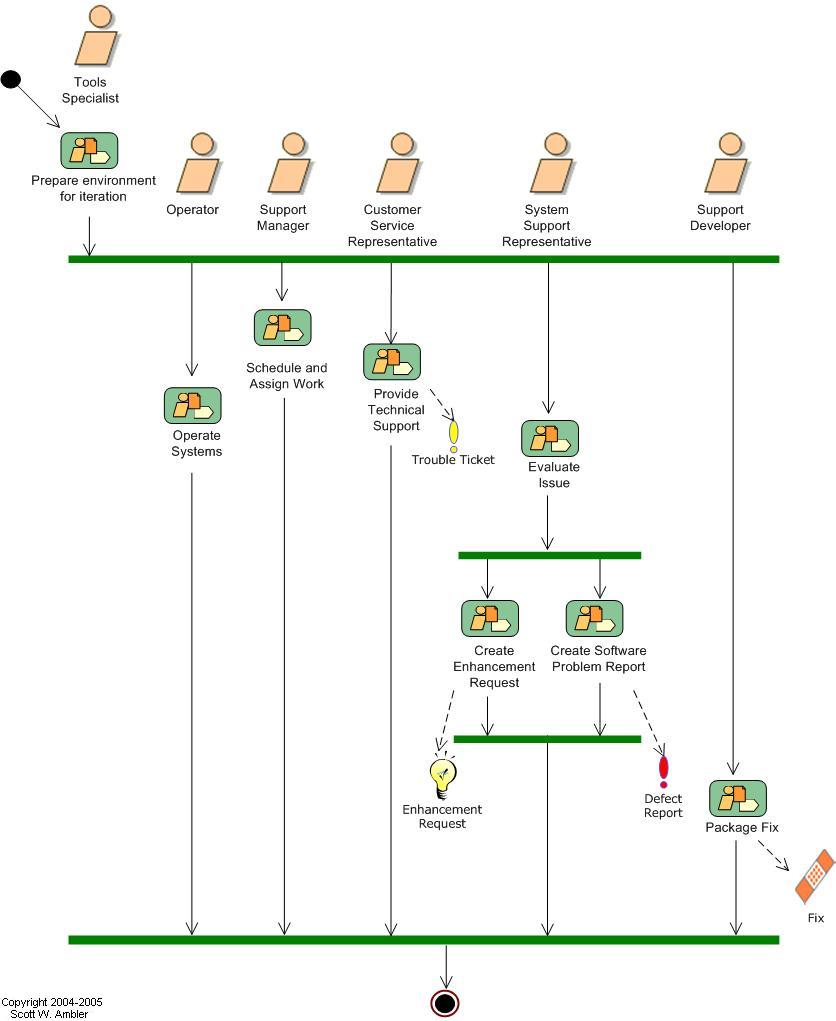 Tools
Specialist
Prepare environment
for iteration
Operator
Support
Manager
Customer
Service
Representative
System
Support
Representative
Support
Developer
Schedule and
Assign Work
Provide
Technical
Support
Operate
Systems
Trouble Ticket
Evaluate
Issue
Create
Enhancement
Request
Create Software
Problem Report
Enhancement
Request
Defect
Report
Package Fix
Fix
Copyright 2004-2005
Scott W. Ambler